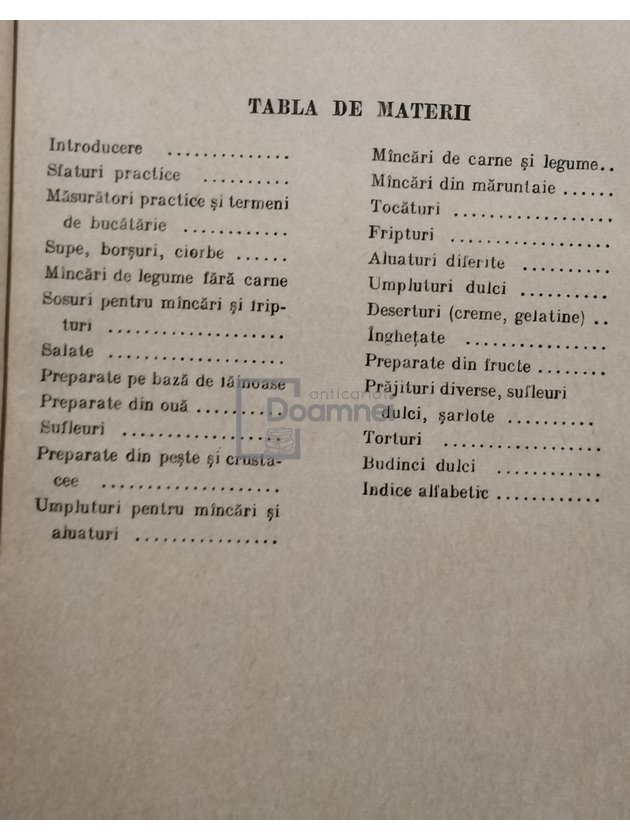 TABLA DE MATERII
Introducere ..............
Sfaturi practice ..........
Măsurători practice și termeni
de bucătărie ............
Supe, borșuri, ciorbe ......
Mîncări de legume fără carne
Sosuri pentru mîncări și frip-
turi ....................
Salate ....................
Preparate pe bază de făinoase
Preparate din ouă ..........
Sufleuri ..................
Preparate din pește și crusta-
cee ....................
Umpluturi pentru mîncări și
aluaturi ................
Mîncări de carne și legume..
Mîncări din măruntaie ......
Tocături ..................
Fripturi ..................
Aluaturi diferite ..........
Umpluturi dulci ..........
Deserturi (creme, gelatine) ..
Înghețate ................
Preparate din fructe ........
Prăjituri diverse, sufleuri
dulci, șarlote ..........
Torturi ..................
Budinci dulci ............
Indice alfabetic ............
anticariat
Doamnei